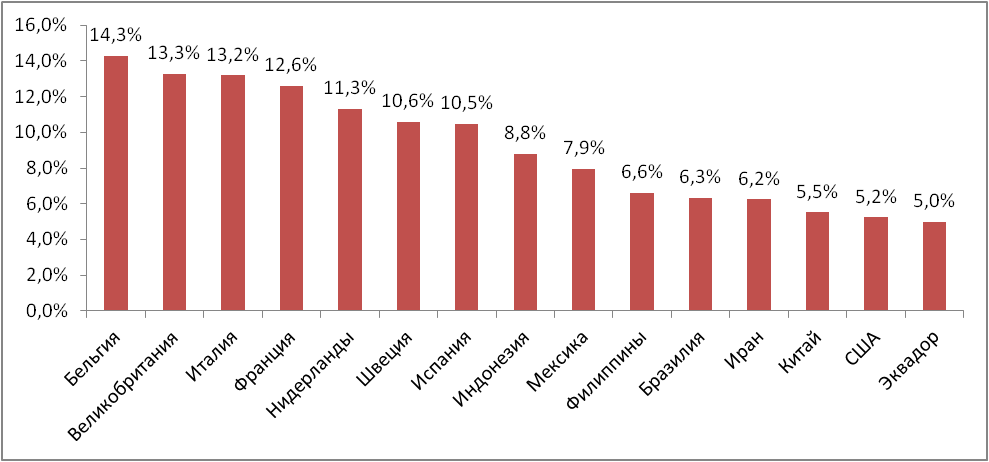 16,0%
14,0%
12,0%
10,0%
8,0%
6,0%
4,0%
2,0%
0,0%
14,3%
13,3%
13,2%
12,6%
11,3%
10,6%
10,5%
8,8%
7,9%
6,6%
6,3%
6,2%
5,5%
5,2%
5,0%
Бельгия
Великобритания
Италия
Франция
Нидерланды
Швеция
Испания
Индонезия
Мексика
Филиппины
Бразилия
Иран
Китай
США
Эквадор